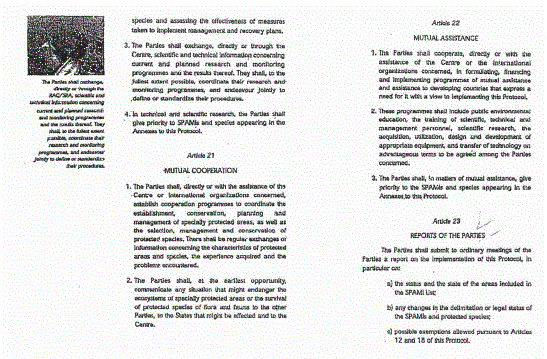 The Parties shall exchange,
directly or through the
RAC/SPA, scientific and
technical information concerning
current and planned research
and monitoring programmes
and the results thereof. They
shall, to the fullest extent
possible, coordinate their
research and monitoring
programmes, and endeavour
jointly to define or standardize
their procedures.
species and assessing the effectiveness of measures
taken to implement management and recovery plans.
3. The Parties shall exchange, directly or through the
Centre, scientific and technical information concerning
current and planned research and monitoring
programmes and the results thereof. They shall, to the
fullest extent possible, coordinate their research and
monitoring programmes, and endeavour jointly to
define or standardize their procedures.
4. In technical and scientific research, the Parties shall
give priority to SPAMIs and species appearing in the
Annexes to this Protocol.
Article 21
MUTUAL COOPERATION
1. The Parties shall, directly or with the assistance of the
Centre or international organizations concerned,
establish cooperation programmes to coordinate the
establishment, conservation, planning and
management of specially protected areas, as well as
the selection, management and conservation of
protected species. There shall be regular exchanges of
information concerning the characteristics of protected
areas and species, the experience acquired and the
problems encountered.
2. The Parties shall, at the earliest opportunity,
communicate any situation that might endanger the
ecosystems of specially protected areas or the survival
of protected species of flora and fauna to the other
Parties, to the States that might be affected and to the
Centre.
Article 22
MUTUAL ASSISTANCE
1. The Parties shall cooperate, directly or with the
assistance of the Centre or the international
organizations concerned, in formulating, financing
and implementing programmes of mutual assistance
and assistance to developing countries that express a
need for it with a view to implementing this Protocol.
2. These programmes shall include public environmental
education, the training of scientific, technical and
management personnel, scientific research, the
acquisition, utilization, design and development of
appropriate equipment, and transfer of technology on
advantageous terms to be agreed among the Parties
concerned.
3. The Parties shall, in matters of mutual assistance, give
priority to the SPAMIs and species appearing in the
Annexes to this Protocol.
Article 23
REPORTS OF THE PARTIES
The Parties shall submit to ordinary meetings of the
Parties a report on the implementation of this Protocol, in
particular on:
a) the status and the state of the areas included in
the SPAMI List;
b) any changes in the delimitation or legal status of
the SPAMIs and protected species;
c) possible exemptions allowed pursuant to Articles
12 and 18 of this Protocol.